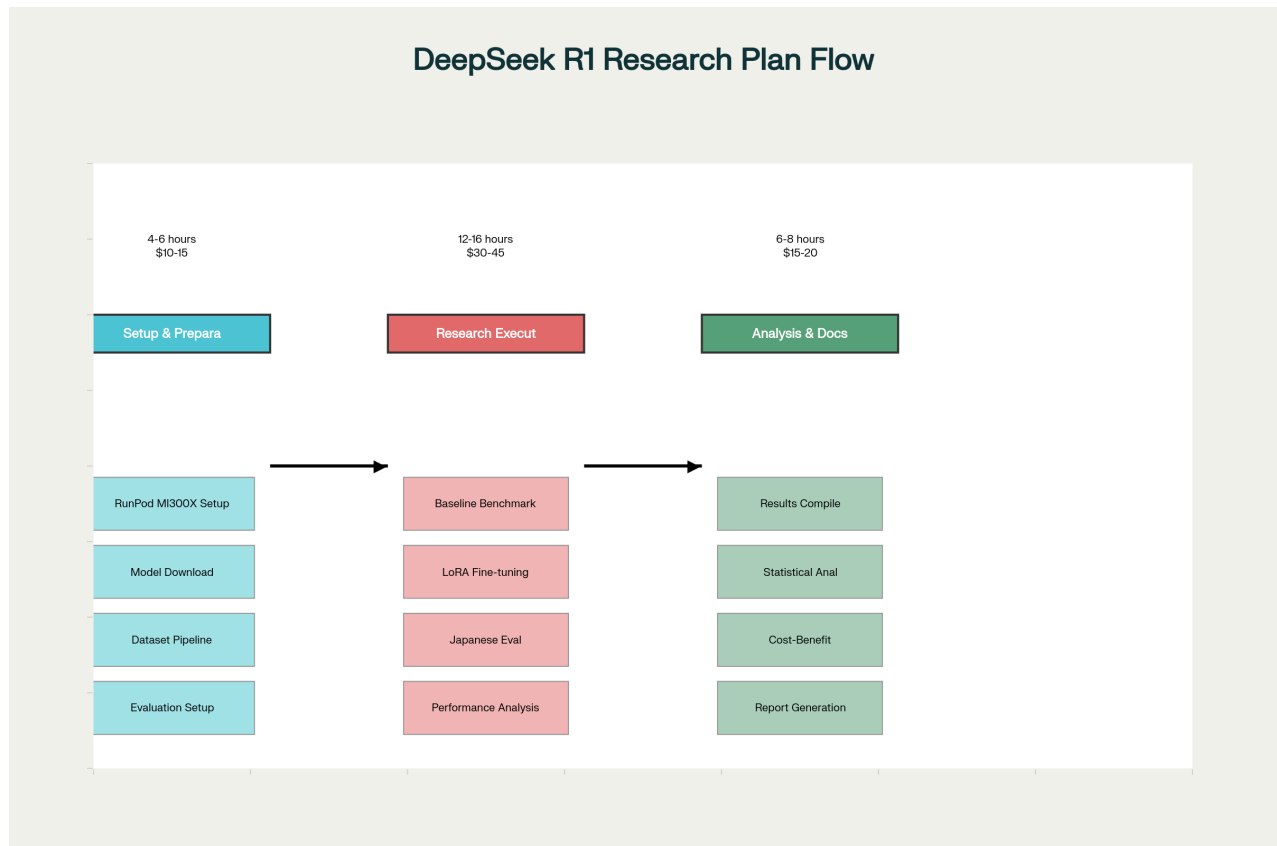 DeepSeek R1 Research Plan Flow
4-6 hours
$10-15
12-16 hours
$30-45
6-8 hours
$15-20
Setup & Prepara
Research Execut
Analysis & Docs
RunPod MI300X Setup
Baseline Benchmark
Results Compile
Model Download
LoRA Fine-tuning
Statistical Anal
Dataset Pipeline
Japanese Eval
Cost-Benefit
Evaluation Setup
Performance Analysis
Report Generation